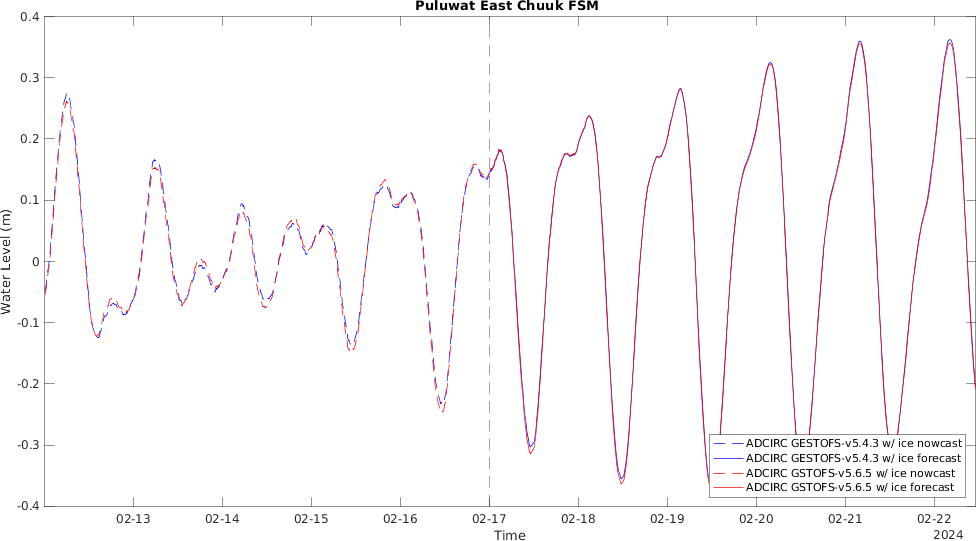 Puluwat East Chuuk FSM
0.4
0.3
0.2
0.1
0
-0.1
-0.2
-0.3
-0.4
Water Level (m)
ADCIRC GESTOFS-v5.4.3 w/ ice nowcast
ADCIRC GESTOFS-v5.4.3 w/ ice forecast
ADCIRC GSTOFS-v5.6.5 w/ ice nowcast
ADCIRC GSTOFS-v5.6.5 w/ ice forecast
02-13 02-14 02-15 02-16 02-17 02-18 02-19 02-20 02-21 02-22
Time 2024